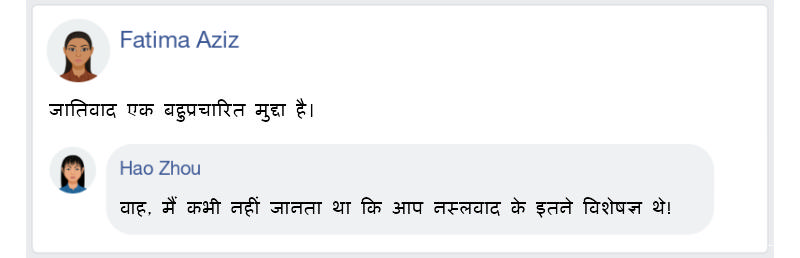 Fatima Aziz
जातिवाद एक बहुप्रचारित मुद्दा है।
Hao Zhou
वाह, मैं कभी नहीं जानता था कि आप नस्लवाद के इतने विशेषज्ञ थे!